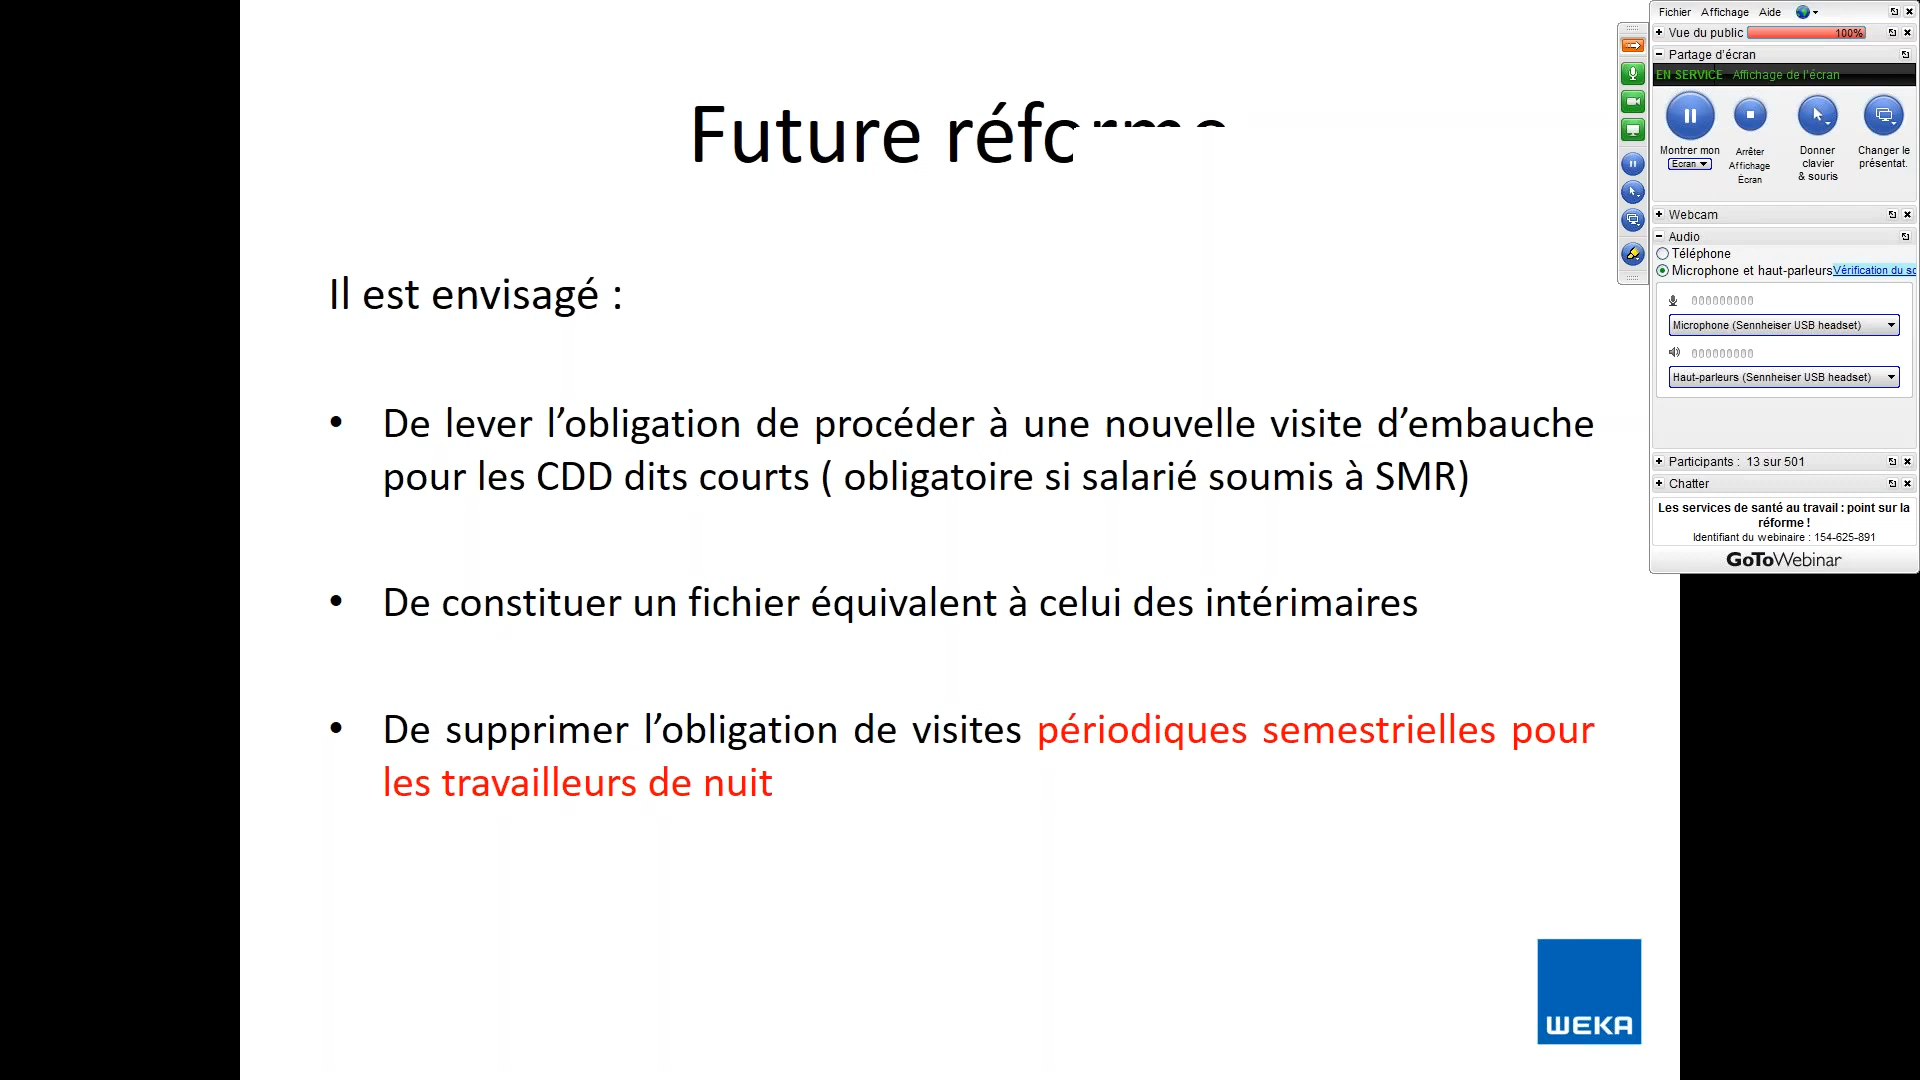 Future réforme
Il est envisagé :
• De lever l’obligation de procéder à une nouvelle visite d’embauche
pour les CDD dits courts ( obligatoire si salarié soumis à SMR)
• De constituer un fichier équivalent à celui des intérimaires
• De supprimer l’obligation de visites périodiques semestrielles pour
les travailleurs de nuit
WEKA
Fichier Affichage Aide
Vue du public 100%
Partage d'écran
EN SERVICE Affichage de l'écran
Montrer mon
Ecran
Arrêter
Affichage
Écran
Donner
clavier
& souris
Changer le
présentat.
Webcam
Audio
Téléphone
Microphone et haut-parleurs Vérification du so
000000000
Microphone (Sennheiser USB headset)
000000000
Haut-parleurs (Sennheiser USB headset)
Participants : 13 sur 501
Chatter
Les services de santé au travail : point sur la
réforme !
Identifiant du webinaire : 154-625-891
GoToWebinar